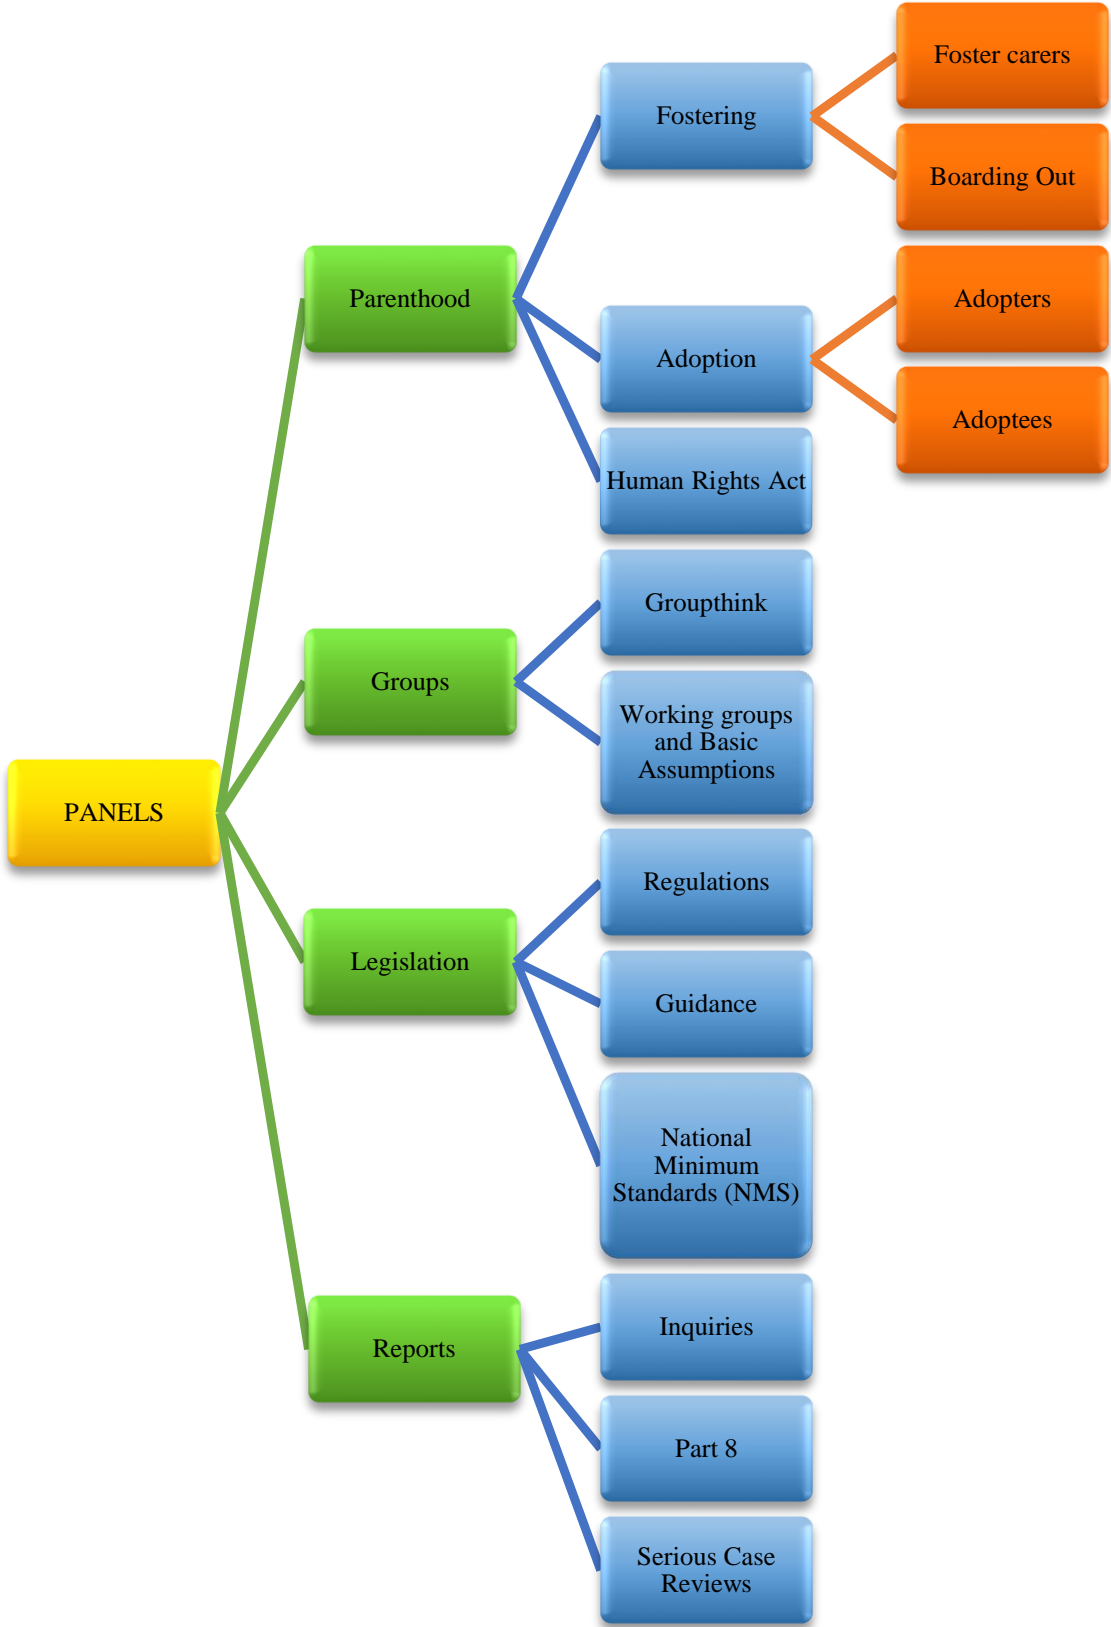 PANELS
Parenthood
Fostering
Foster carers
Boarding Out
Adoption
Adopters
Adoptees
Human Rights Act
Groups
Groupthink
Working groups
and Basic
Assumptions
Legislation
Regulations
Guidance
National
Minimum
Standards (NMS)
Reports
Inquiries
Part 8
Serious Case
Reviews